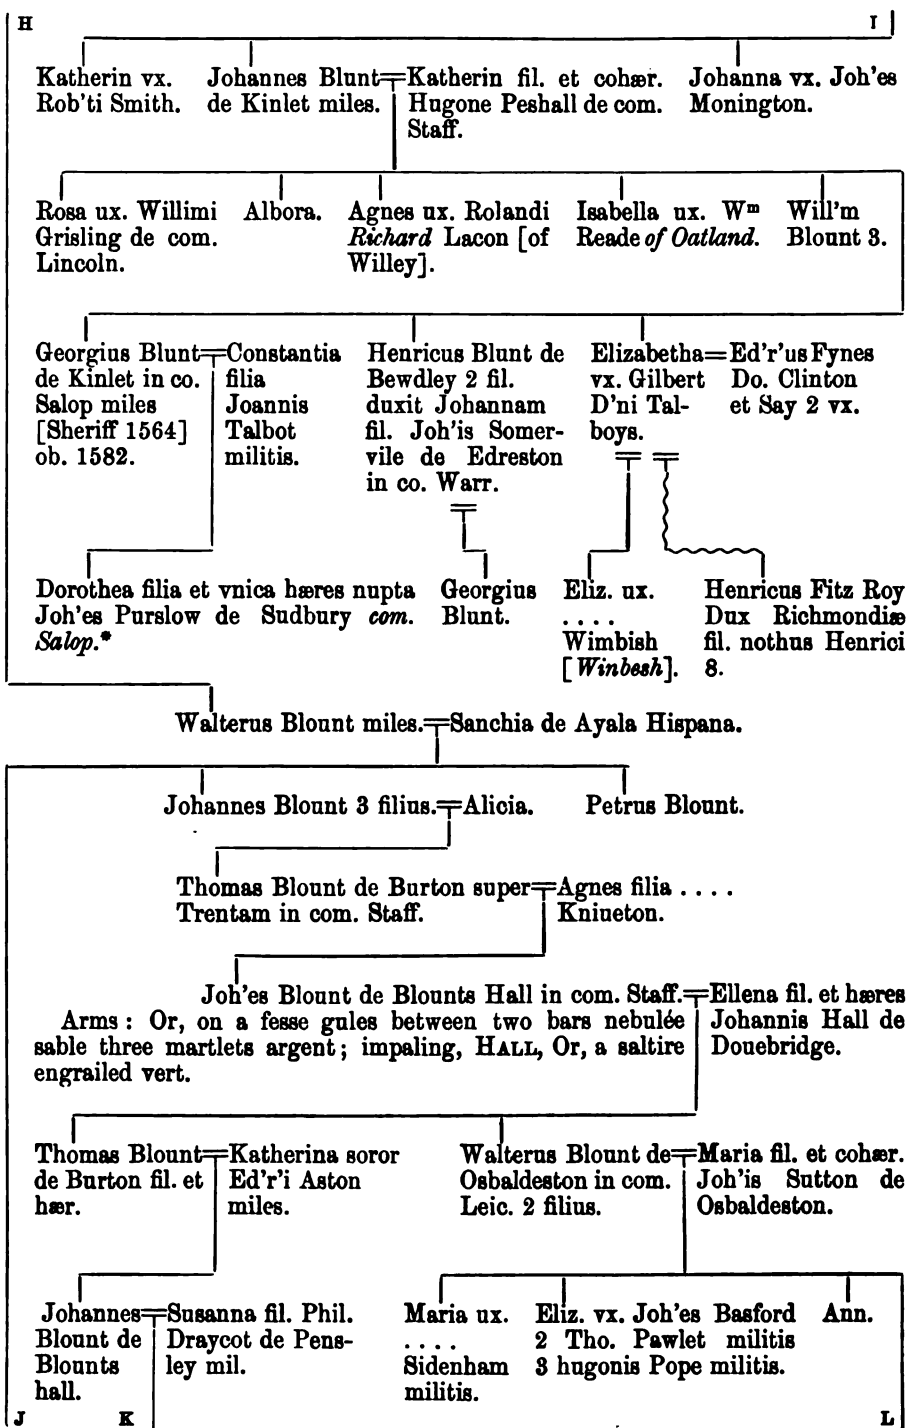 H I
Katherin vx.
Rob'ti Smith.
Johannes Blunt
de Kinlet miles.
Katherin fil. et cohær.
Hugone Peshall de com.
Staff.
Johanna vx. Joh'es
Monington.
Rosa ux. Willimi
Grisling de com.
Lincoln.
Albora.
Agnes ux. Rolandi
Richard Lacon [of
Willey].
Isabella ux. Wm
Reade of Oatland.
Will'm
Blount 3.
Georgius Blunt
de Kinlet in co.
Salop miles
[Sheriff 1564]
ob. 1582.
Constantia
filia
Joannis
Talbot
militis.
Henricus Blunt de
Bewdley 2 fil.
duxit Johannam
fil. Joh'is Somer-
vile de Edreston
in co. Warr.
Elizabetha
vx. Gilbert
D'ni Tal-
boys.
Ed'r'us Fynes
Do. Clinton
et Say 2 vx.
Dorothea filia et vnica hæres nupta
Joh'es Purslow de Sudbury com.
Salop.*
Georgius
Blunt.
Eliz. ux.
. . . .
Wimbish
[Winbesh].
Henricus Fitz Roy
Dux Richmondiæ
fil. nothus Henrici
8.
Walterus Blount miles.=Sanchia de Ayala Hispana.
Johannes Blount 3 filius.=Alicia.
Petrus Blount.
Thomas Blount de Burton super
Trentam in com. Staff.
Agnes filia . . . .
Kniueton.
Joh'es Blount de Blounts Hall in com. Staff.
Arms : Or, on a fesse gules between two bars nebulée
sable three martlets argent; impaling, HALL, Or, a saltire
engrailed vert.
Ellena fil. et hæres
Johannis Hall de
Douebridge.
Thomas Blount
de Burton fil. et
hær.
Katherina soror
Ed'r'i Aston
miles.
Walterus Blount de
Osbaldeston in com.
Leic. 2 filius.
Maria fil. et cohær.
Joh'is Sutton de
Osbaldeston.
Johannes
Blount de
Blounts
hall.
Susanna fil. Phil.
Draycot de Pens-
ley mil.
Maria ux.
. . . .
Sidenham
militis.
Eliz. vx. Joh'es Basford
2 Tho. Pawlet militis
3 hugonis Pope militis.
Ann.
J K L